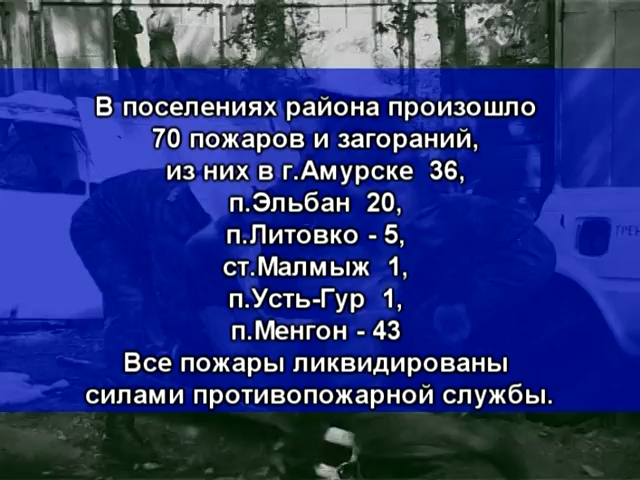 В поселениях района произошло
70 пожаров и загораний,
из них в г.Амурске 36,
п.Эльбан 20,
п.Литовко - 5,
ст.Малмыж 1,
п.Усть-Гур 1,
п.Менгон - 43
Все пожары ликвидированы
силами противопожарной службы.